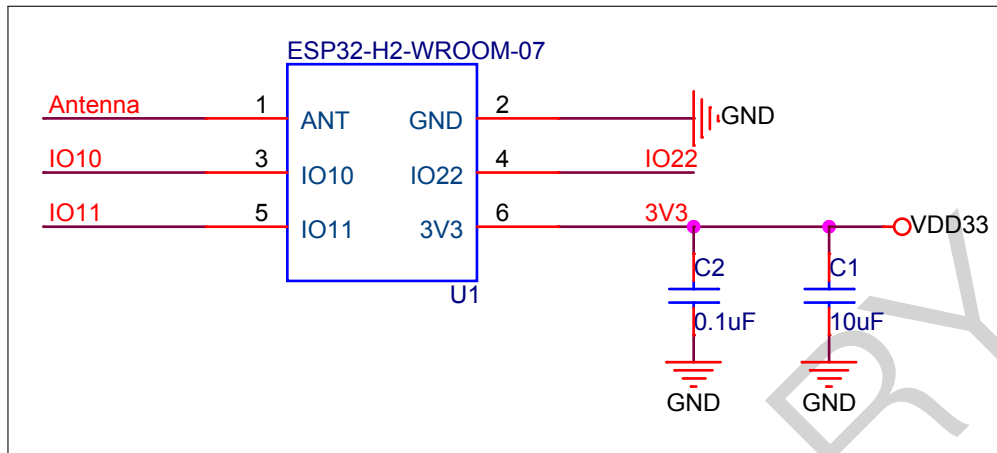 ESP32-H2-WROOM-07
Antenna 1 ANT GND 2 GND
IO10 3 IO10 IO22 4 IO22
IO11 5 IO11 3V3 6 3V3 VDD33
U1
C2 C1
0.1uF 10uF
GND GND
RY